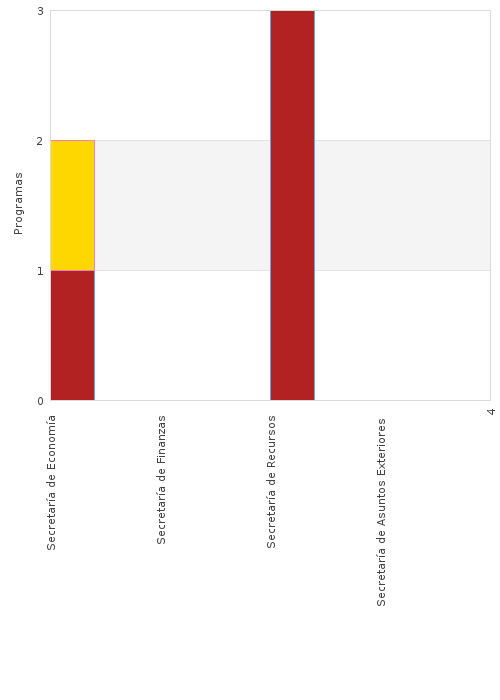 3
2
1
0
Programas
Secretaría de Economía
Secretaría de Finanzas
Secretaría de Recursos
Secretaría de Asuntos Exteriores
4